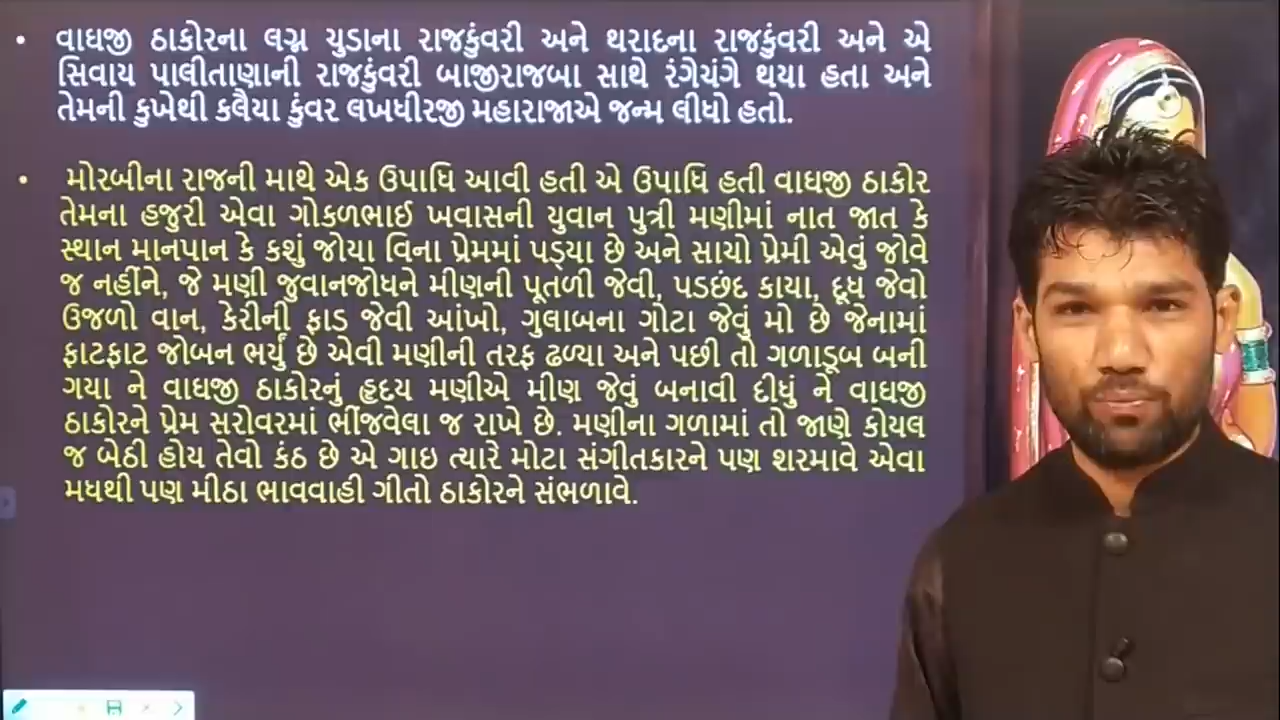 • વાઘજી ઠાકોરના લગ્ન ચુડાના રાજકુંવરી અને થરાદના રાજકુંવરી અને એ
સિવાય પાલીતાણાની રાજકુંવરી બાજીરાજબા સાથે રંગેચંગે થયા હતા અને
તેમની કુખેથી કલૈયા કુંવર લખધીરજી મહારાજાએ જન્મ લીધો હતો.
• મોરબીના રાજની માથે એક ઉપાધિ આવી હતી એ ઉપાધિ હતી વાઘજી ઠાકોર
તેમના હજુરી એવા ગોકળભાઈ ખવાસની યુવાન પુત્રી મણીમાં નાત જાત કે
સ્થાન માનપાન કે કશું જોયા વિના પ્રેમમાં પડ્યા છે અને સાચો પ્રેમી એવું જોવે
જ નહીંને, જે મણી જુવાનજોધને મીણની પૂતળી જેવી, પડછંદ કાયા, દૂધ જેવો
ઉજળો વાન, કેરીની ફાડ જેવી આંખો, ગુલાબના ગોટા જેવું મો છે જેનામાં
ફાટફાટ જોબન ભર્યું છે એવી મણીની તરફ ઢળ્યા અને પછી તો ગળાડૂબ બની
ગયા ને વાઘજી ઠાકોરનું હૃદય મણીએ મીણ જેવું બનાવી દીધું ને વાઘજી
ઠાકોરને પ્રેમ સરોવરમાં ભીંજવેલા જ રાખે છે. મણીના ગળામાં તો જાણે કોયલ
જ બેઠી હોય તેવો કંઠ છે એ ગાઇ ત્યારે મોટા સંગીતકારને પણ શરમાવે એવા
મધથી પણ મીઠા ભાવવાહી ગીતો ઠાકોરને સંભળાવે.